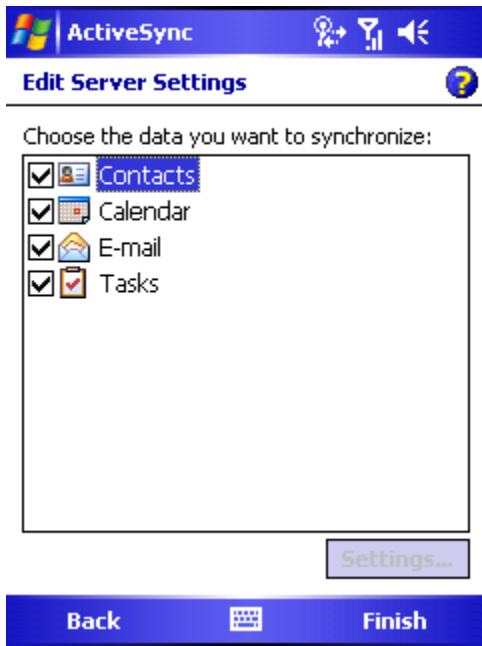 ActiveSync
Edit Server Settings
Choose the data you want to synchronize:
Contacts
Calendar
E-mail
Tasks
Settings...
Back Finish